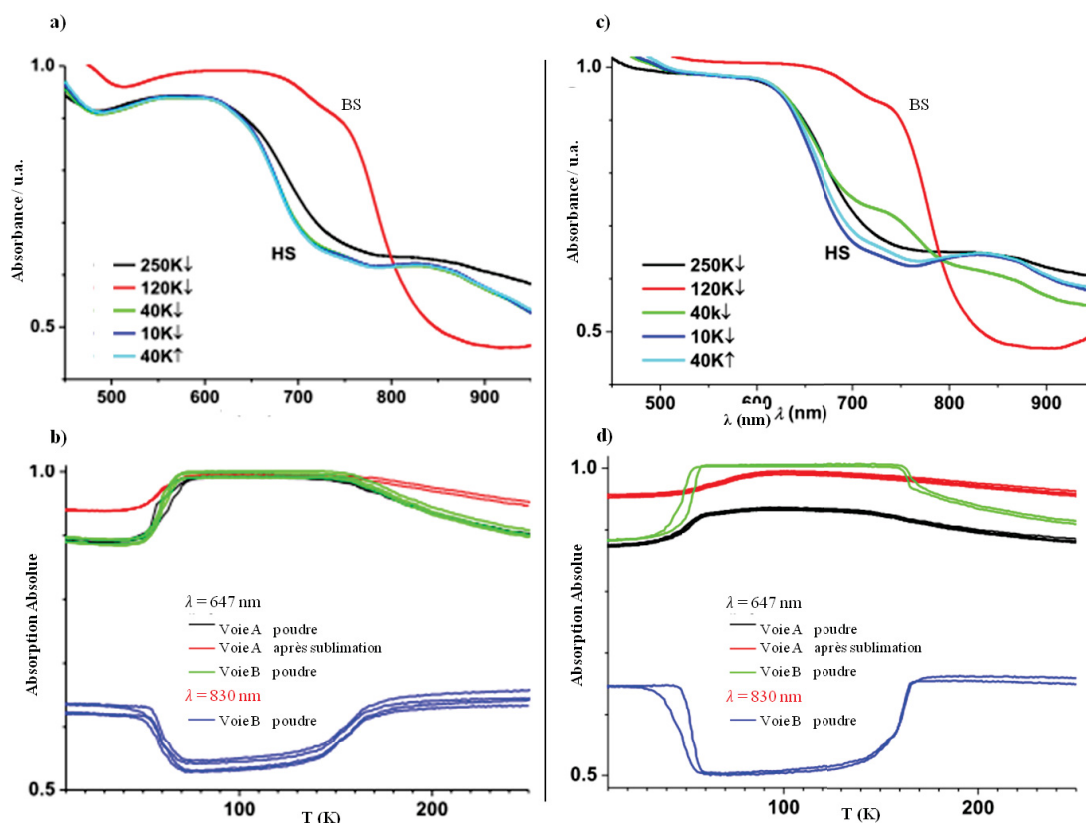 a)
1.0
Absorbance / u.a.
0.5
BS
HS
250K↓
120K↓
40K↓
10K↓
40K↑
500 600 700 800 900
c)
1.0
Absorbance / u.a.
0.5
BS
HS
250K↓
120K↓
40k↓
10K↓
40K↑
500 600 700 800 900
λ (nm) λ (nm)
b)
1.0
Absorption Absolue
0.5
λ = 647 nm
Voie A poudre
Voie A après sublimation
Voie B poudre
λ = 830 nm
Voie B poudre
100 200
T (K)
d)
1.0
Absorption Absolue
0.5
λ = 647 nm
Voie A poudre
Voie A après sublimation
Voie B poudre
λ = 830 nm
Voie B poudre
100 200
T (K)